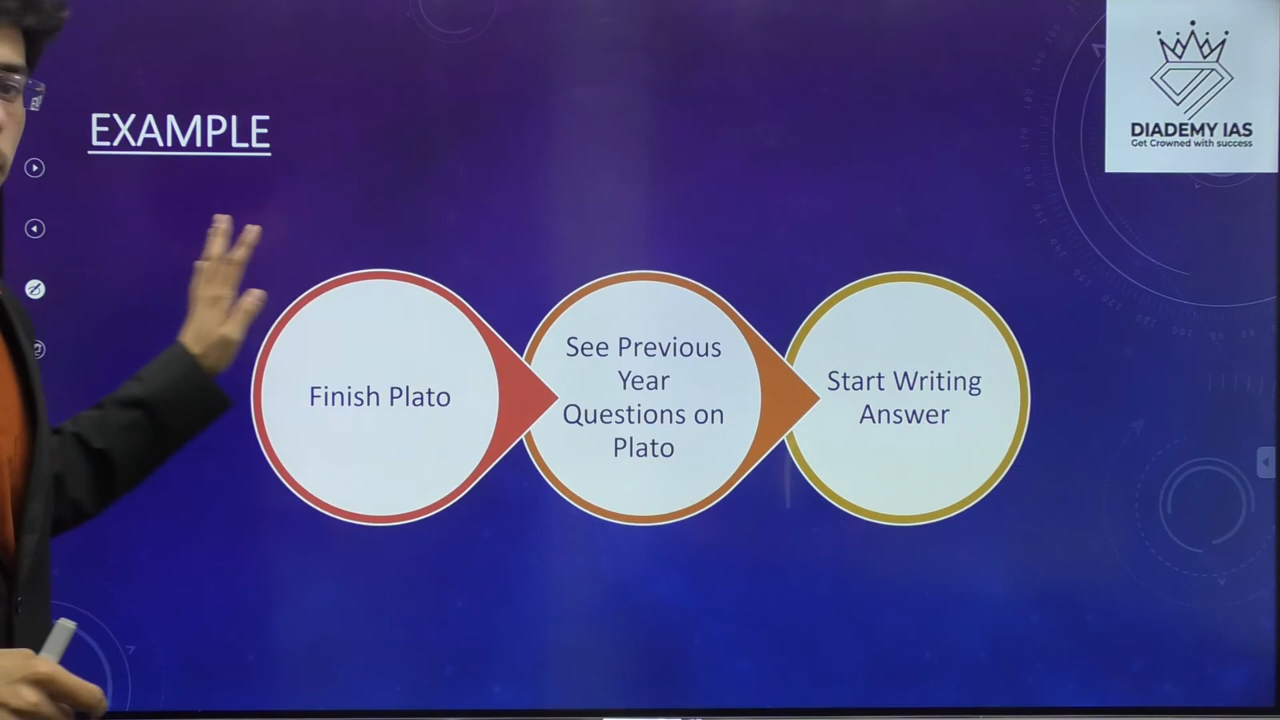 EXAMPLE
DIADEMY IAS
Get Crowned with success
Finish Plato
See Previous
Year
Questions on
Plato
Start Writing
Answer